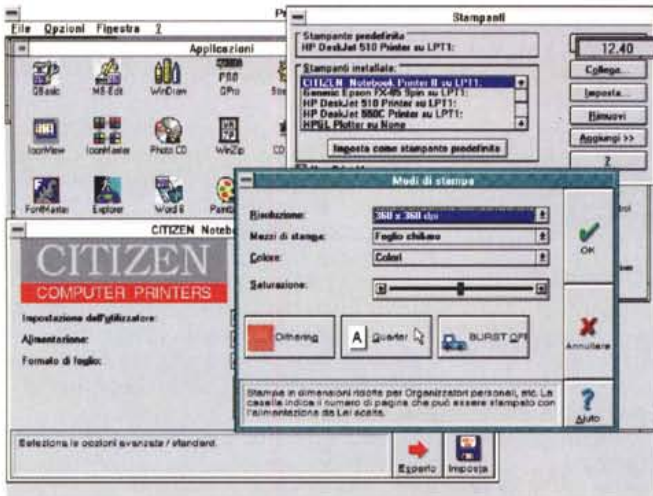 File Opzioni Finestra ?
Applicazioni
QBasic
MS-Edit
WinDraw
QPro
IconView
IconMaster
Photo CD
WinZip
FontMaster
Explorer
Word 6
Stampanti
Stampante predefinita
HP DeskJet 510 Printer su LPT1:
12.40
Stampanti installate:
CITIZEN Notebook Printer II su LPT1:
Generic Epson FX-85 9pin su LPT1:
HP DeskJet 510 Printer su LPT1:
HP DeskJet 550C Printer su LPT1:
HPGL Plotter su None
Imposta come stampante predefinita
Collega...
Imposta...
Rimuovi
Aggiungi >>
?
CITIZEN
CITIZEN
COMPUTER PRINTERS
Impostazione dell'utilizzatore:
Alimentazione:
Formato di foglio:
Seleziona le opzioni avanzate / standard.
Esperto
Imposta
Modi di stampa
Risoluzione:
360 x 360 dpi
Mezzi di stampa:
Foglio chiaro
Colore:
Colori
Saturazione:
Dithering
A
Quarter
BURST OFF
OK
Annullare
?
Aiuto
Stampa in dimensioni ridotte per Organizzatori personali, etc. La
casella indica il numero di pagine che può essere stampato con
l'alimentazione da Lei scelta.